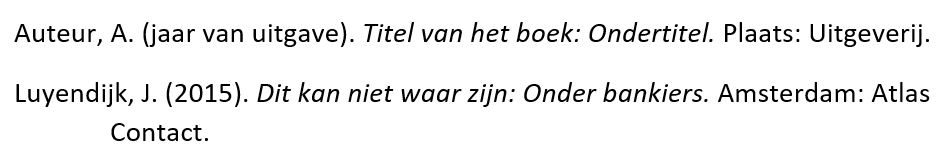 Auteur, A. (jaar van uitgave). Titel van het boek: Ondertitel. Plaats: Uitgeverij.
Luyendijk, J. (2015). Dit kan niet waar zijn: Onder bankiers. Amsterdam: Atlas
Contact.